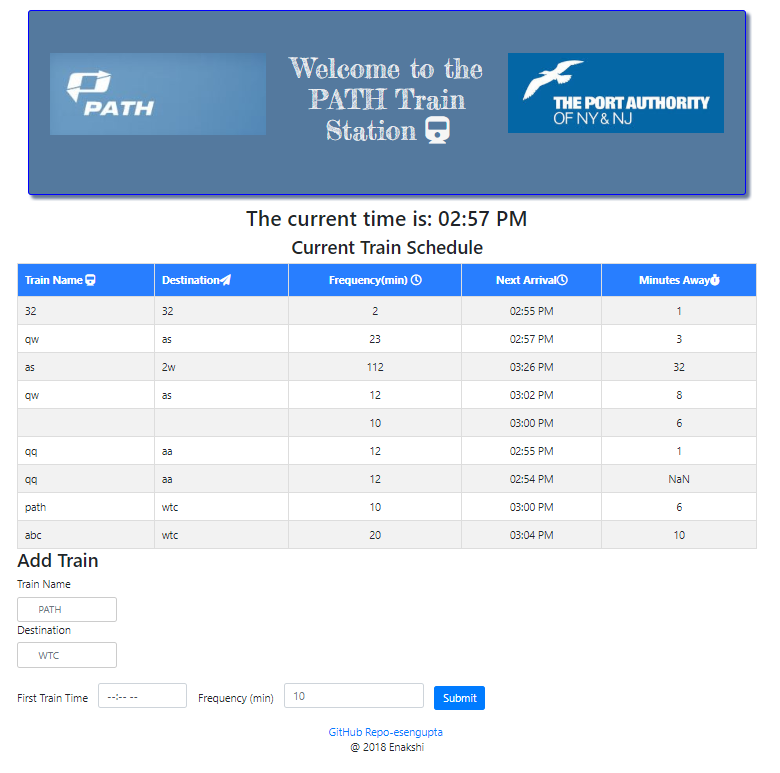 PATH
Welcome to the
PATH Train
Station
THE PORT AUTHORITY
OF NY & NJ
The current time is: 02:57 PM
Current Train Schedule
Train Name Destination Frequency(min) Next Arrival Minutes Away
32 32 2 02:55 PM 1
qw as 23 02:57 PM 3
as 2w 112 03:26 PM 32
qw as 12 03:02 PM 8
10 03:00 PM 6
qq aa 12 02:55 PM 1
qq aa 12 02:54 PM NaN
path wtc 10 03:00 PM 6
abc wtc 20 03:04 PM 10
Add Train
Train Name
PATH
Destination
WTC
First Train Time --:-- -- Frequency (min) 10 Submit
GitHub Repo-esengupta
@ 2018 Enakshi